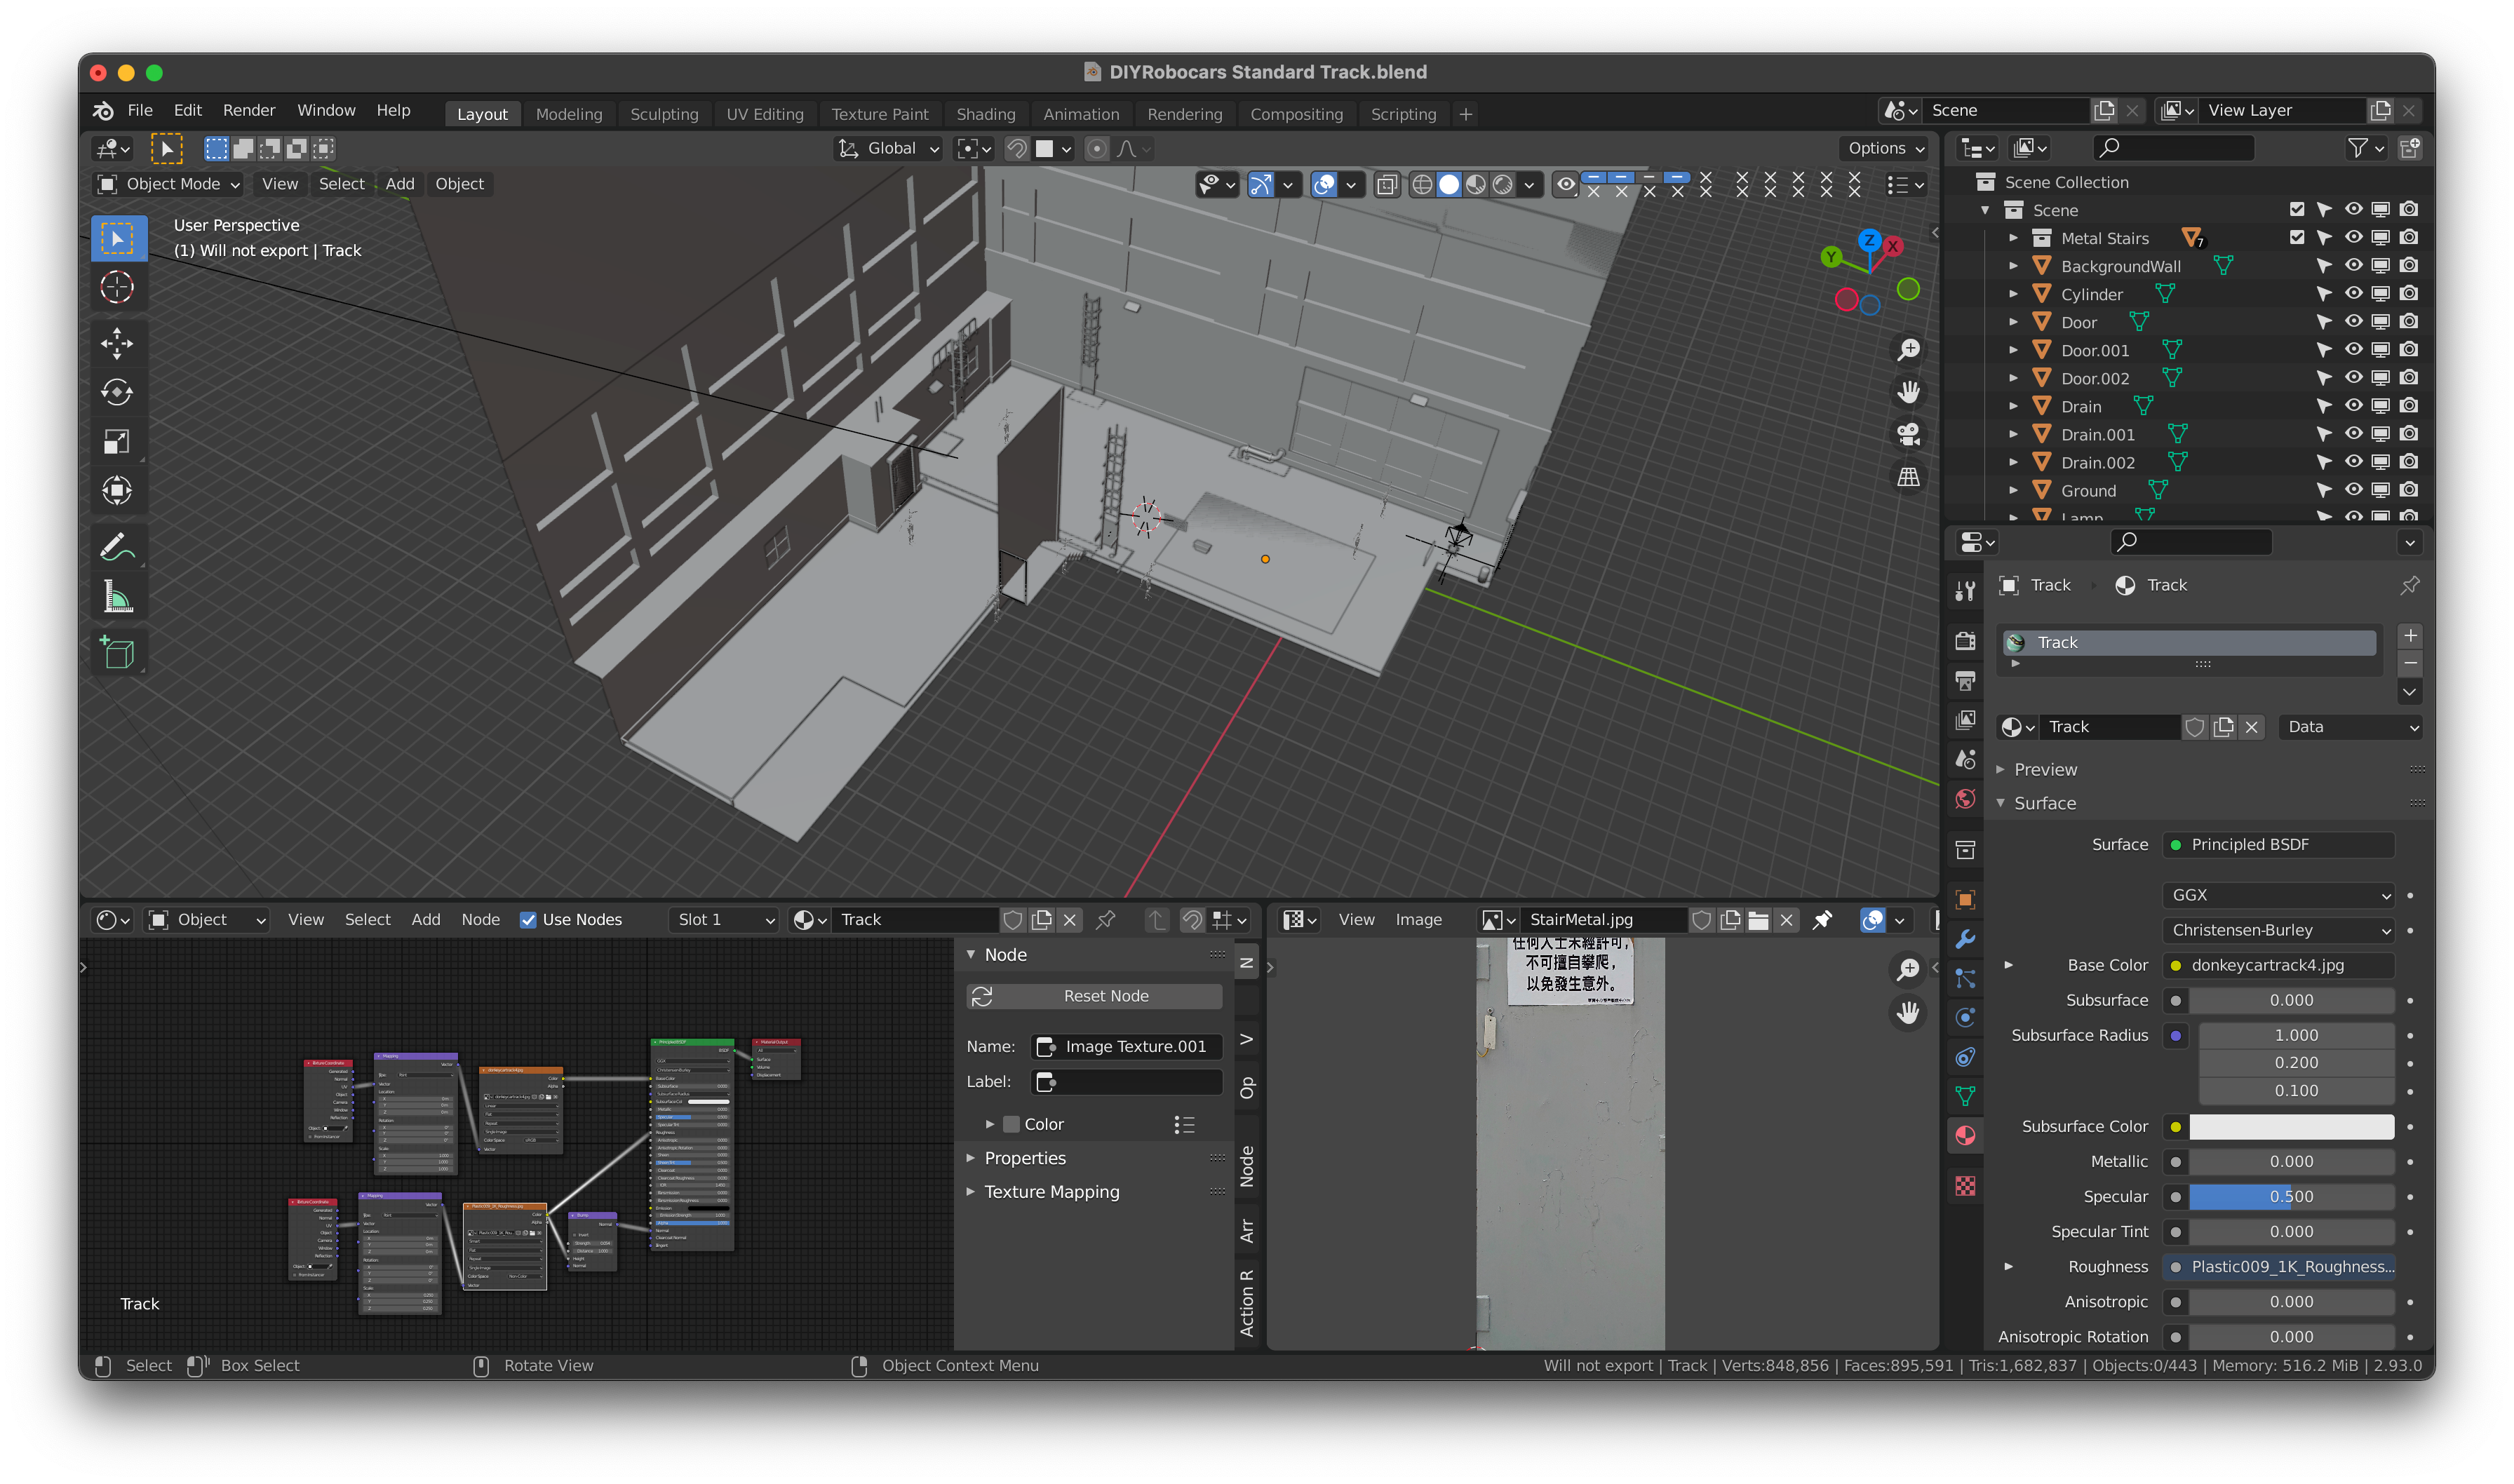 DIYRobocars Standard Track.blend
File Edit Render Window Help Layout Modeling Sculpting UV Editing Texture Paint Shading Animation Rendering Compositing Scripting + Scene View Layer
Global Options
Object Mode View Select Add Object
User Perspective
(1) Will not export | Track
Z X Y
Scene Collection
Scene
Metal Stairs 7
BackgroundWall
Cylinder
Door
Door.001
Door.002
Drain
Drain.001
Drain.002
Ground
Lamp
Track Track
Track
Track Data
Preview
Surface
Surface Principled BSDF
GGX
Christensen-Burley
Base Color donkeycartrack4.jpg
Subsurface 0.000
Subsurface Radius 1.000
0.200
0.100
Subsurface Color
Metallic 0.000
Specular 0.500
Specular Tint 0.000
Roughness Plastic009_1K_Roughness...
Anisotropic 0.000
Anisotropic Rotation 0.000
Object View Select Add Node Use Nodes Slot 1 Track
Node
Reset Node
Name: Image Texture.001
Label:
Color
Properties
Texture Mapping
N
V
Op
Node
Arr
Action R
Track
View Image StairMetal.jpg
任何人士未經許可，
不可擅自攀爬，
以免發生意外。
Select Box Select Rotate View Object Context Menu
Will not export | Track | Verts:848,856 | Faces:895,591 | Tris:1,682,837 | Objects:0/443 | Memory: 516.2 MiB | 2.93.0